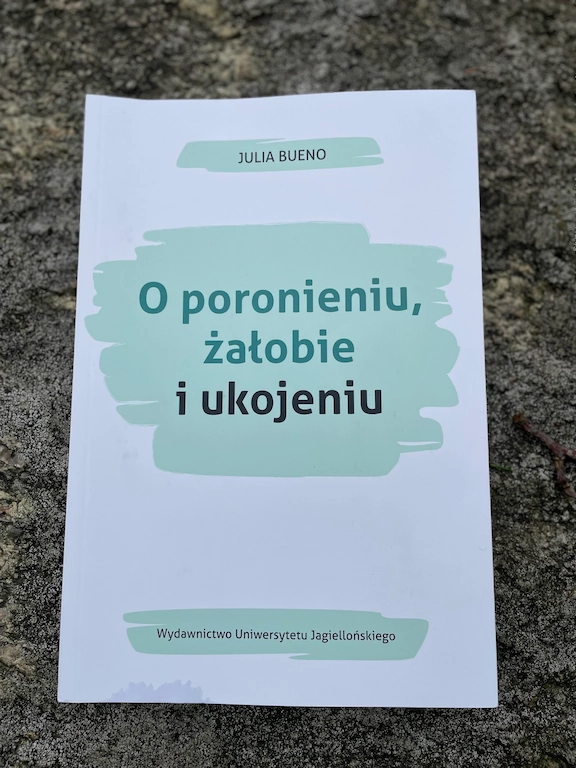 JULIA BUENO
O poronieniu,
żałobie
i ukojeniu
Wydawnictwo Uniwersytetu Jagiellońskiego